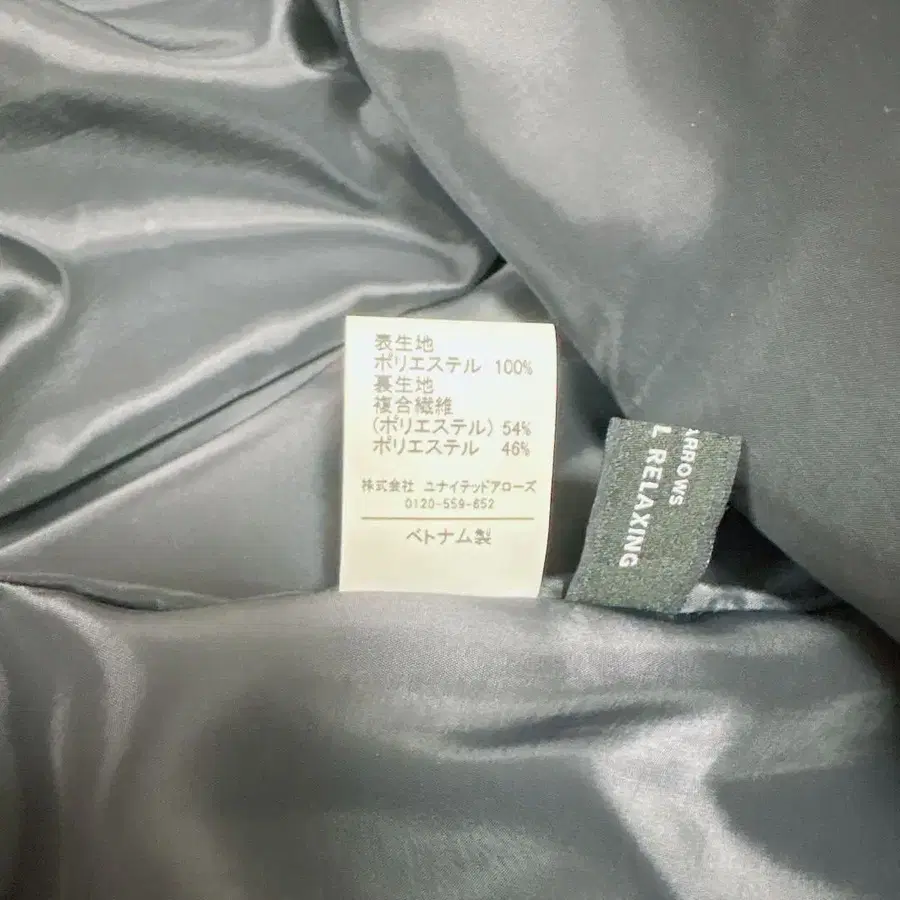 表生地
ポリエステル 100%
裏生地
複合繊維
(ポリエステル) 54%
ポリエステル 46%
株式会社 ユナイテッドアローズ
0120-559-652
ベトナム製
ARROWS
L RELAXING